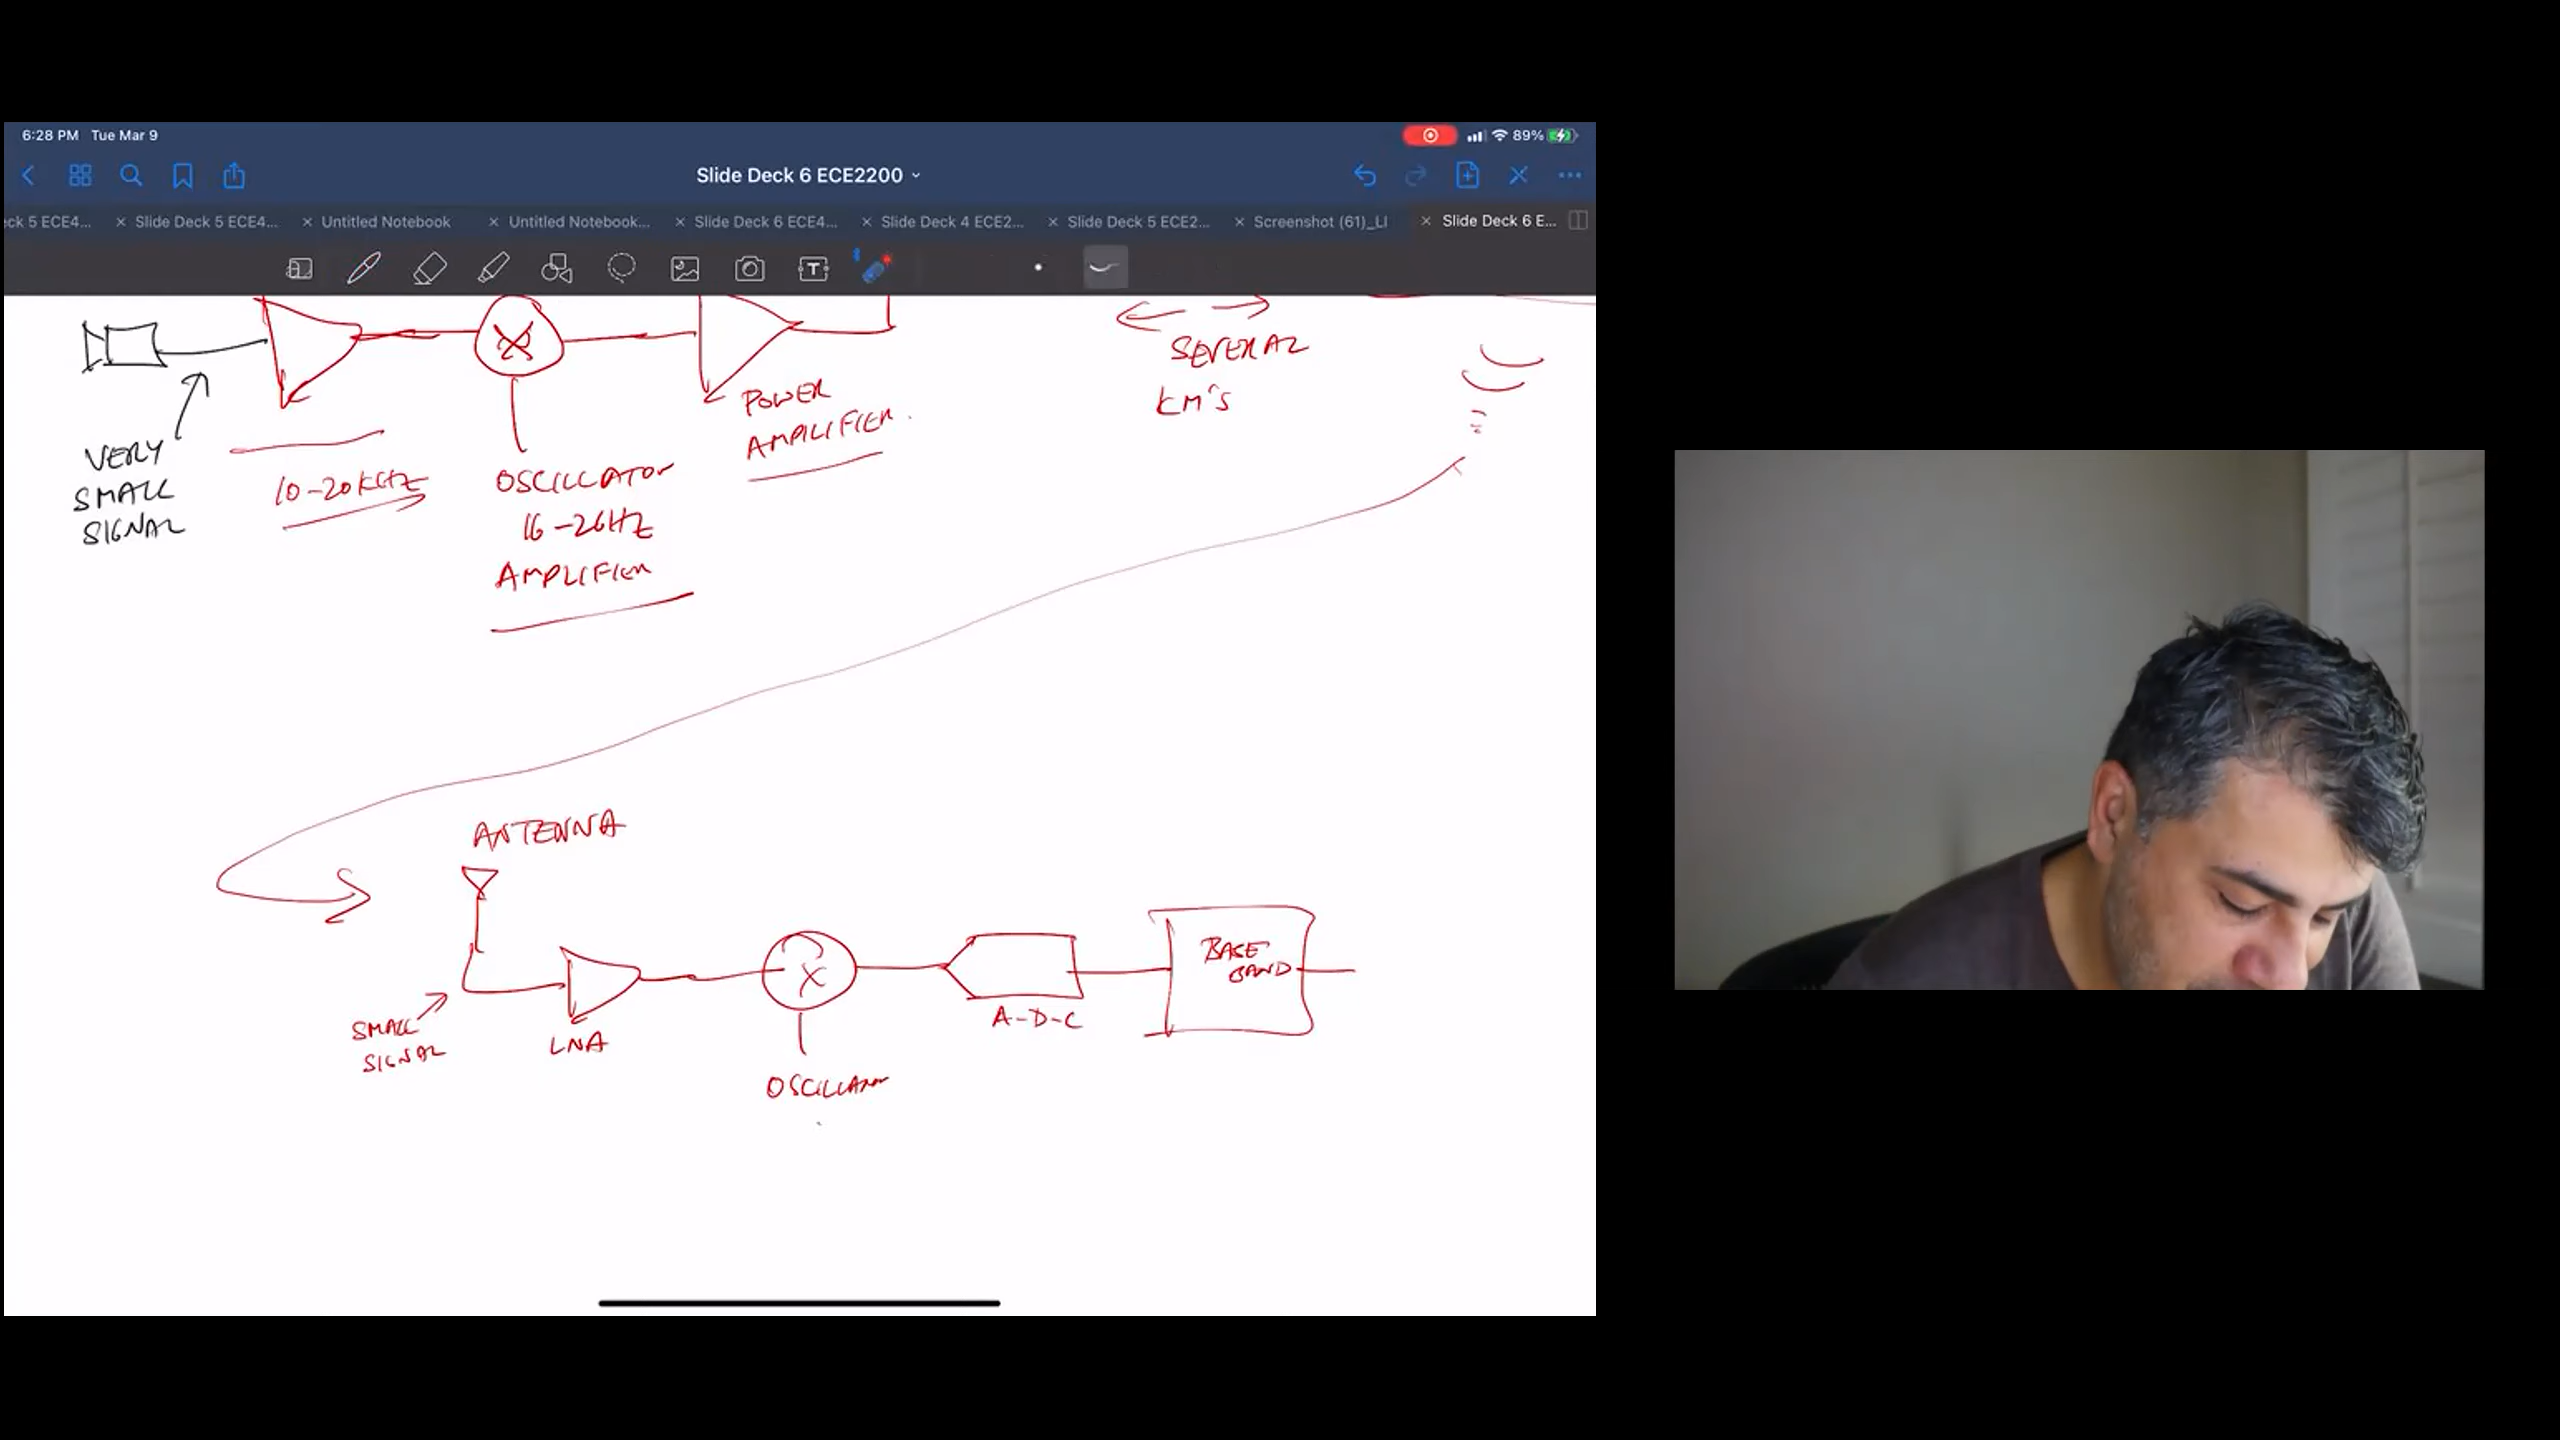 6:28 PM Tue Mar 9
89%
Slide Deck 6 ECE2200
ck 5 ECE4... Slide Deck 5 ECE4... Untitled Notebook Untitled Notebook... Slide Deck 6 ECE4... Slide Deck 4 ECE2... Slide Deck 5 ECE2... Screenshot (61)_LI Slide Deck 6 E...
T
X
SEVERAL
KM'S
POWER
AMPLIFIER.
VERY
SMALL
SIGNAL
10-20KHZ
OSCILLATOR
1G-2GHZ
AMPLIFIER
ANTENNA
X
BASE
BAND
SMALL
SIGNAL
LNA
A-D-C
OSCILLATOR